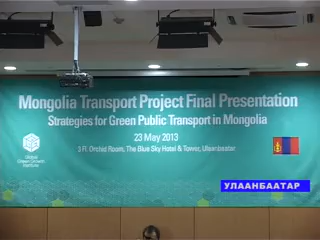 Mongolia Transport Project Final Presentation
Strategies for Green Public Transport in Mongolia
23 May 2013
3 Fl. Orchid Room, The Blue Sky Hotel & Tower, Ulaanbaatar
Global
Green Growth
Institute
УЛААНБААТАР